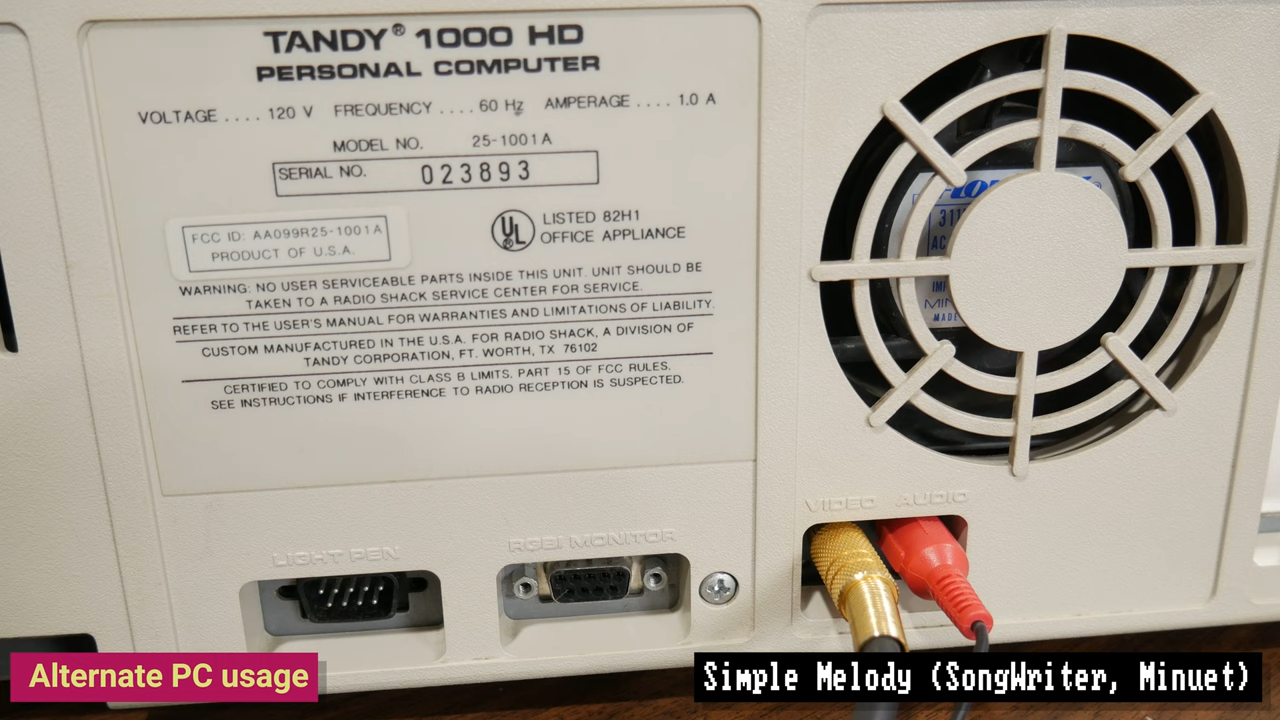 TANDY® 1000 HD
PERSONAL COMPUTER
VOLTAGE .... 120 V FREQUENCY .... 60 Hz AMPERAGE .... 1.0 A
MODEL NO. 25-1001A
SERIAL NO. 023893
FCC ID: AA099R25-1001A
PRODUCT OF U.S.A.
UL®
LISTED 82H1
OFFICE APPLIANCE
WARNING: NO USER SERVICEABLE PARTS INSIDE THIS UNIT. UNIT SHOULD BE
TAKEN TO A RADIO SHACK SERVICE CENTER FOR SERVICE.
REFER TO THE USER'S MANUAL FOR WARRANTIES AND LIMITATIONS OF LIABILITY.
CUSTOM MANUFACTURED IN THE U.S.A. FOR RADIO SHACK, A DIVISION OF
TANDY CORPORATION, FT. WORTH, TX 76102
CERTIFIED TO COMPLY WITH CLASS B LIMITS, PART 15 OF FCC RULES.
SEE INSTRUCTIONS IF INTERFERENCE TO RADIO RECEPTION IS SUSPECTED.
MADE
VIDEO AUDIO
LIGHT PEN
RGBI MONITOR
Alternate PC usage
Simple Melody (SongWriter, Minuet)